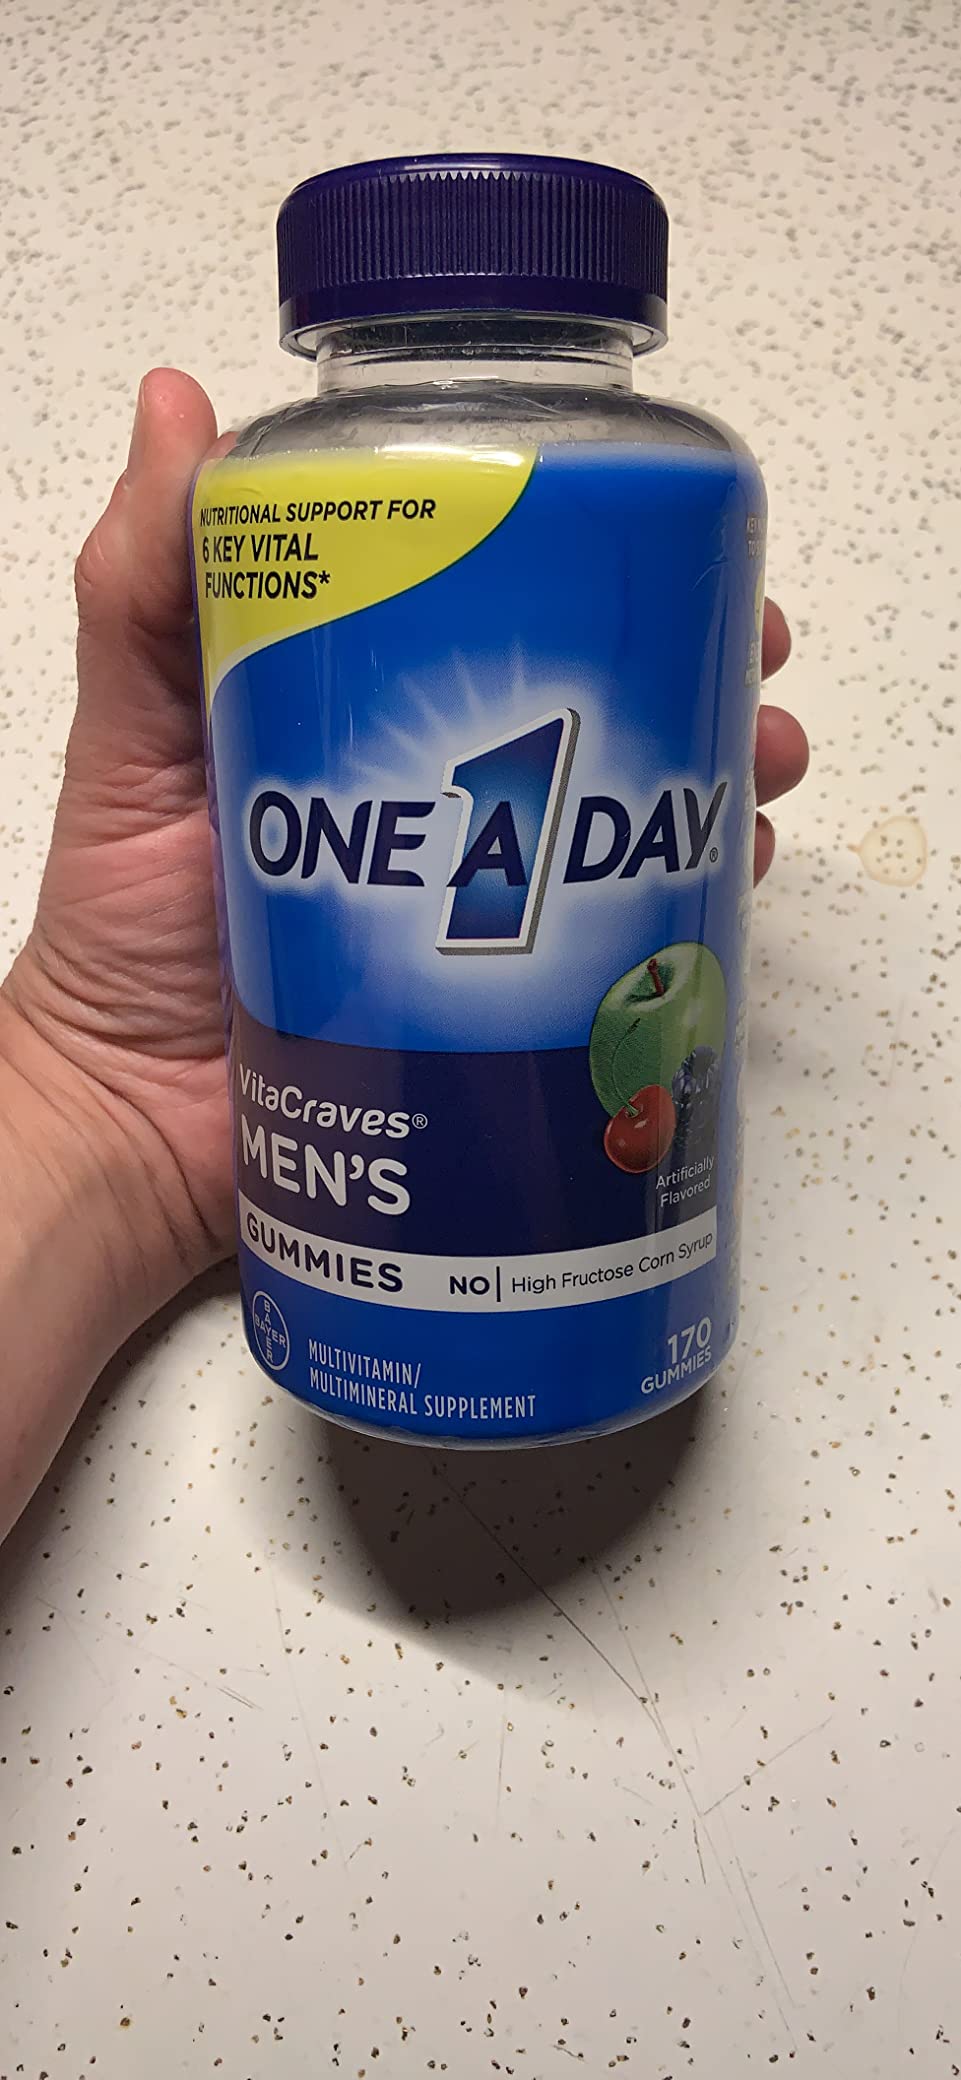 NUTRITIONAL SUPPORT FOR
6 KEY VITAL
FUNCTIONS*
ONE A DAY®
1
VitaCraves®
MEN'S
Artificially
Flavored
GUMMIES
NO | High Fructose Corn Syrup
BAYER
BAYER
MULTIVITAMIN/
MULTIMINERAL SUPPLEMENT
170
GUMMIES